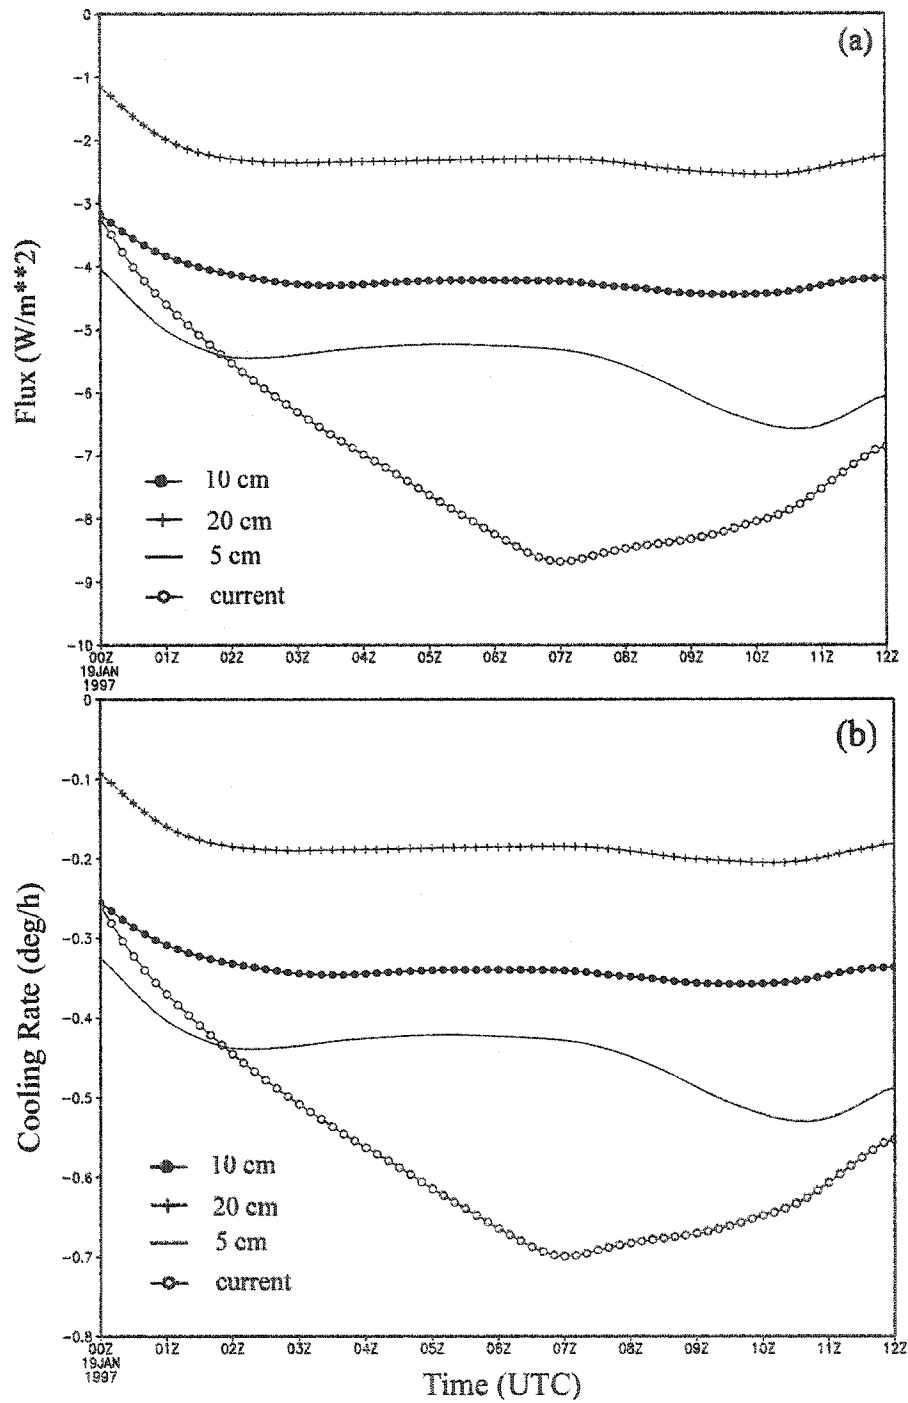 0
(a)
-1
-2
-3
-4
-5
-6
-7
-8
-9
-10
Flux (W/m**2)
10 cm
20 cm
5 cm
current
00Z 01Z 02Z 03Z 04Z 05Z 06Z 07Z 08Z 09Z 10Z 11Z 12Z
19JAN
1997
0
(b)
-0.1
-0.2
-0.3
-0.4
-0.5
-0.6
-0.7
-0.8
Cooling Rate (deg/h)
10 cm
20 cm
5 cm
current
00Z 01Z 02Z 03Z 04Z 05Z 06Z 07Z 08Z 09Z 10Z 11Z 12Z
19JAN
1997
Time (UTC)